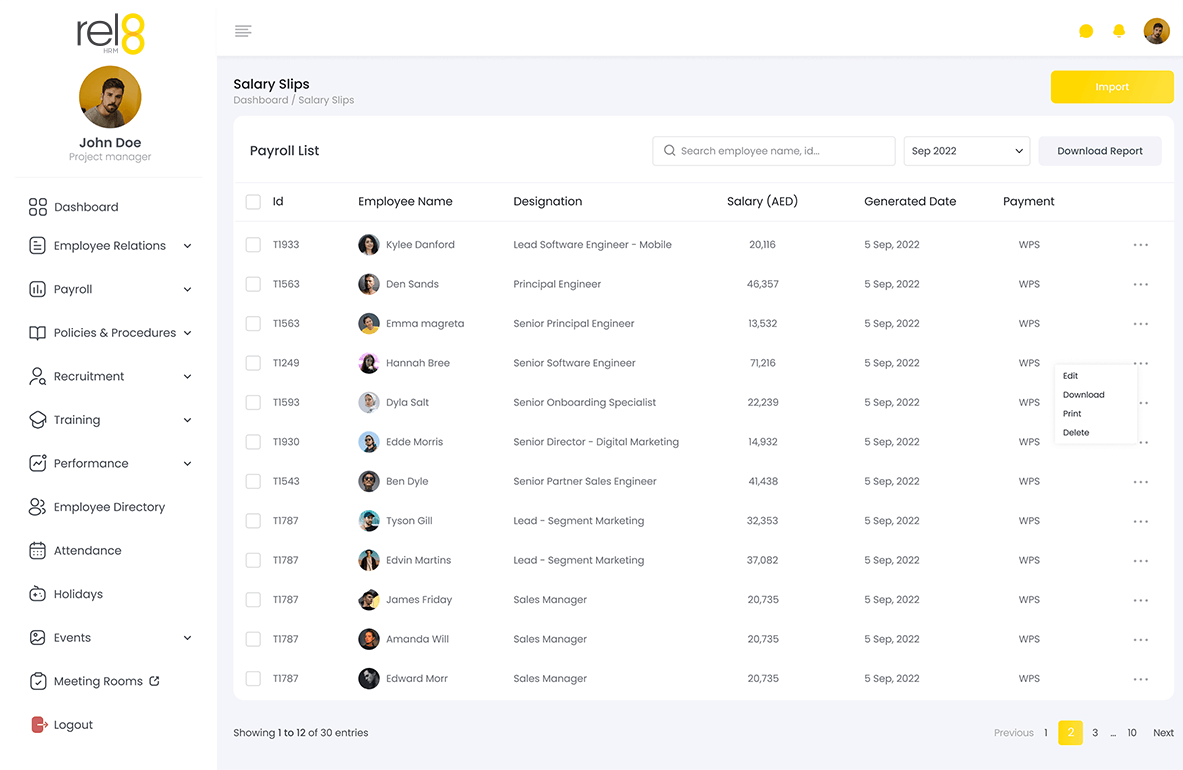 rel8
HRM
John Doe
Project manager
Dashboard
Employee Relations
Payroll
Policies & Procedures
Recruitment
Training
Performance
Employee Directory
Attendance
Holidays
Events
Meeting Rooms
Logout
Salary Slips
Dashboard / Salary Slips
Import
Payroll List
Search employee name, id...
Sep 2022
Download Report
Id Employee Name Designation Salary (AED) Generated Date Payment
T1933 Kylee Danford Lead Software Engineer - Mobile 20,116 5 Sep, 2022 WPS
T1563 Den Sands Principal Engineer 46,357 5 Sep, 2022 WPS
T1563 Emma magreta Senior Principal Engineer 13,532 5 Sep, 2022 WPS
T1249 Hannah Bree Senior Software Engineer 71,216 5 Sep, 2022 WPS
T1593 Dyla Salt Senior Onboarding Specialist 22,239 5 Sep, 2022 WPS
T1930 Edde Morris Senior Director - Digital Marketing 14,932 5 Sep, 2022 WPS
T1543 Ben Dyle Senior Partner Sales Engineer 41,438 5 Sep, 2022 WPS
T1787 Tyson Gill Lead - Segment Marketing 32,353 5 Sep, 2022 WPS
T1787 Edvin Martins Lead - Segment Marketing 37,082 5 Sep, 2022 WPS
T1787 James Friday Sales Manager 20,735 5 Sep, 2022 WPS
T1787 Amanda Will Sales Manager 20,735 5 Sep, 2022 WPS
T1787 Edward Morr Sales Manager 20,735 5 Sep, 2022 WPS
Edit
Download
Print
Delete
Showing 1 to 12 of 30 entries
Previous 1 2 3 ... 10 Next